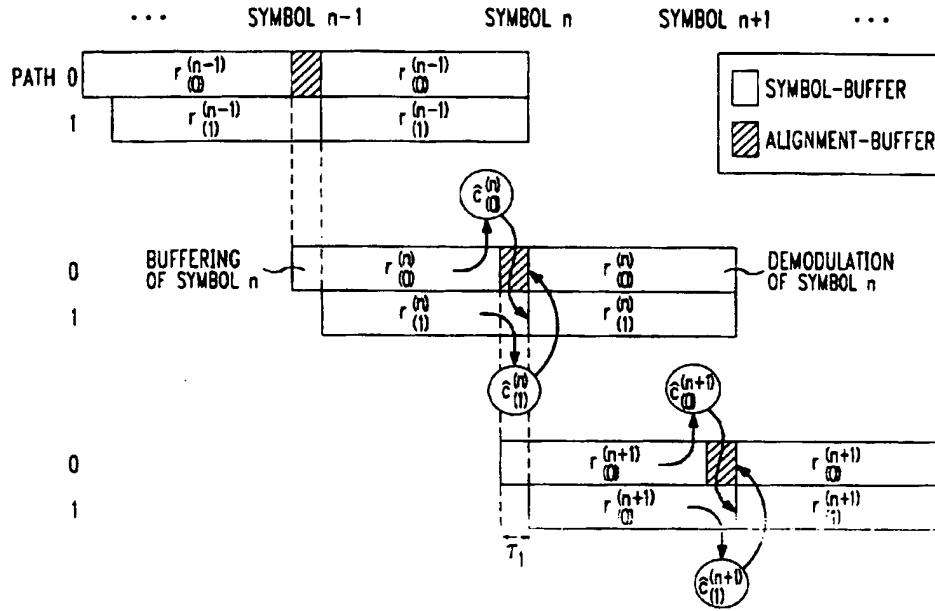 ··· SYMBOL n-1 SYMBOL n SYMBOL n+1 ···
PATH 0 r (n-1) (0) r (n-1) (0)
1 r (n-1) (1) r (n-1) (1)
SYMBOL-BUFFER
ALIGNMENT-BUFFER
ĉ (n) (0)
BUFFERING
OF SYMBOL n
0 r (n) (0) r (n) (0)
DEMODULATION
OF SYMBOL n
1 r (n) (1) r (n) (1)
ĉ (n) (1)
ĉ (n+1) (0)
0 r (n+1) (0) r (n+1) (0)
1 r (n+1) (0) r (n+1) (1)
τ1
ĉ (n+1) (1)